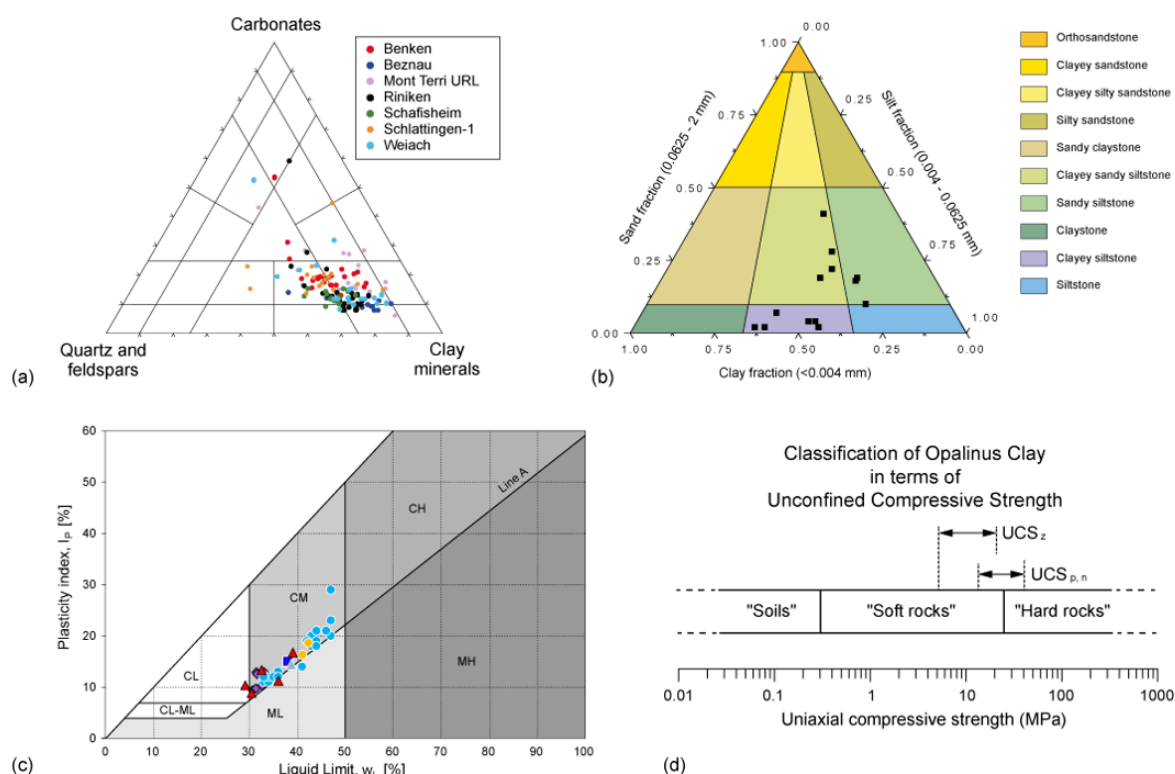 Carbonates
Benken
Beznau
Mont Terri URL
Riniken
Schafisheim
Schlattingen-1
Weiach
Quartz and
feldspars
Clay
minerals
(a)
0.00
1.00
0.75
0.50
0.25
0.00
0.25
0.50
0.75
1.00
1.00
0.75
0.50
0.25
0.00
Sand fraction (0.0625 - 2 mm)
Silt fraction (0.004 - 0.0625 mm)
Clay fraction (<0.004 mm)
Orthosandstone
Clayey sandstone
Clayey silty sandstone
Silty sandstone
Sandy claystone
Clayey sandy siltstone
Sandy siltstone
Claystone
Clayey siltstone
Siltstone
(b)
Plasticity index, IP [%]
60
50
40
30
20
10
0
0 10 20 30 40 50 60 70 80 90 100
CH
Line A
CM
MH
CL
CL-ML
ML
Liquid Limit, [%]
(c)
Classification of Opalinus Clay
in terms of
Unconfined Compressive Strength
UCS z
UCS p, n
"Soils"
"Soft rocks"
"Hard rocks"
0.01 0.1 1 10 100 1000
Uniaxial compressive strength (MPa)
(d)